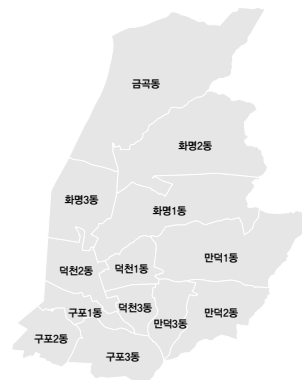 금곡동
화명2동
화명3동
화명1동
만덕1동
덕천2동
덕천1동
구포1동
덕천3동
만덕3동
만덕2동
구포2동
구포3동